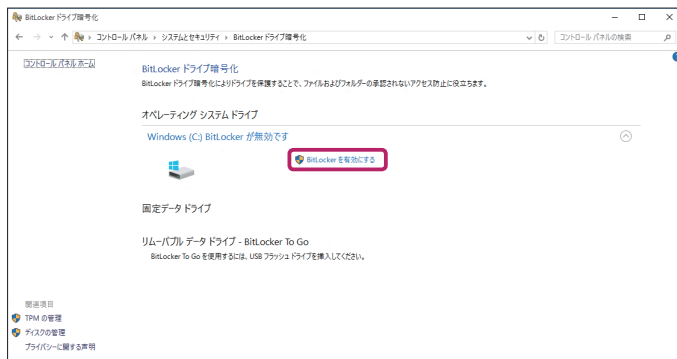 BitLocker ドライブ暗号化
コントロール パネル › システムとセキュリティ › BitLocker ドライブ暗号化
コントロール パネルの検索
コントロール パネル ホーム
BitLocker ドライブ暗号化
BitLocker ドライブ暗号化によりドライブを保護することで、ファイルおよびフォルダーの承認されないアクセス防止に役立ちます。
オペレーティング システム ドライブ
Windows (C:) BitLocker が無効です
BitLocker を有効にする
固定データ ドライブ
リムーバブル データ ドライブ - BitLocker To Go
BitLocker To Go を使用するには、USB フラッシュ ドライブを挿入してください。
関連項目
TPM の管理
ディスクの管理
プライバシーに関する声明